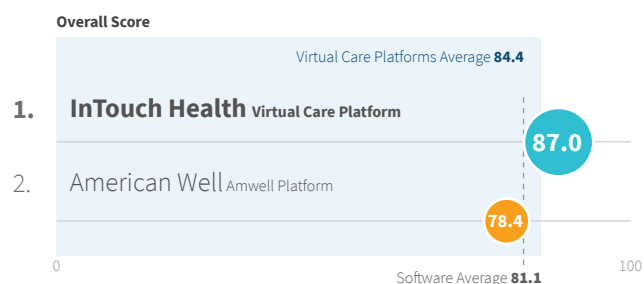 Overall Score
Virtual Care Platforms Average 84.4
1. InTouch Health Virtual Care Platform
87.0
2. American Well Amwell Platform
78.4
0
100
Software Average 81.1